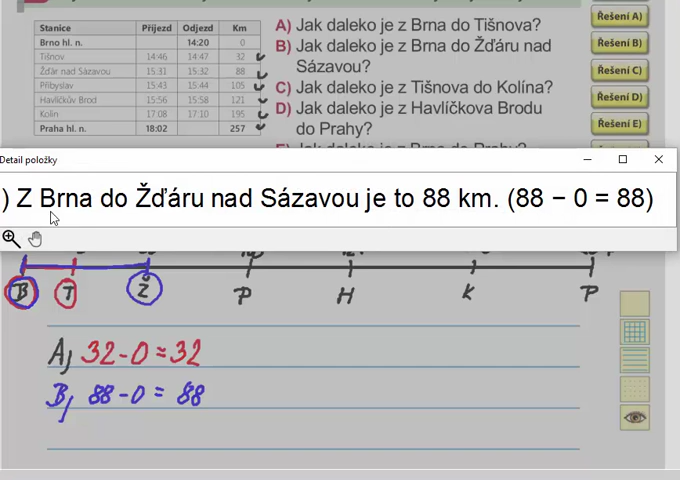 Stanice Příjezd Odjezd Km
Brno hl. n. 14:20 0
Tišnov 14:46 14:47 32
Žďár nad Sázavou 15:31 15:32 88
Přibyslav 15:43 15:44 105
Havlíčkův Brod 15:56 15:58 121
Kolín 17:08 17:10 195
Praha hl. n. 18:02 257
A) Jak daleko je z Brna do Tišnova?
B) Jak daleko je z Brna do Žďáru nad
Sázavou?
C) Jak daleko je z Tišnova do Kolína?
D) Jak daleko je z Havlíčkova Brodu
do Prahy?
Řešení A)
Řešení B)
Řešení C)
Řešení D)
Řešení E)
Detail položky
) Z Brna do Žďáru nad Sázavou je to 88 km. (88 − 0 = 88)
B T Ž P H K P
A) 32-0=32
B) 88-0= 88